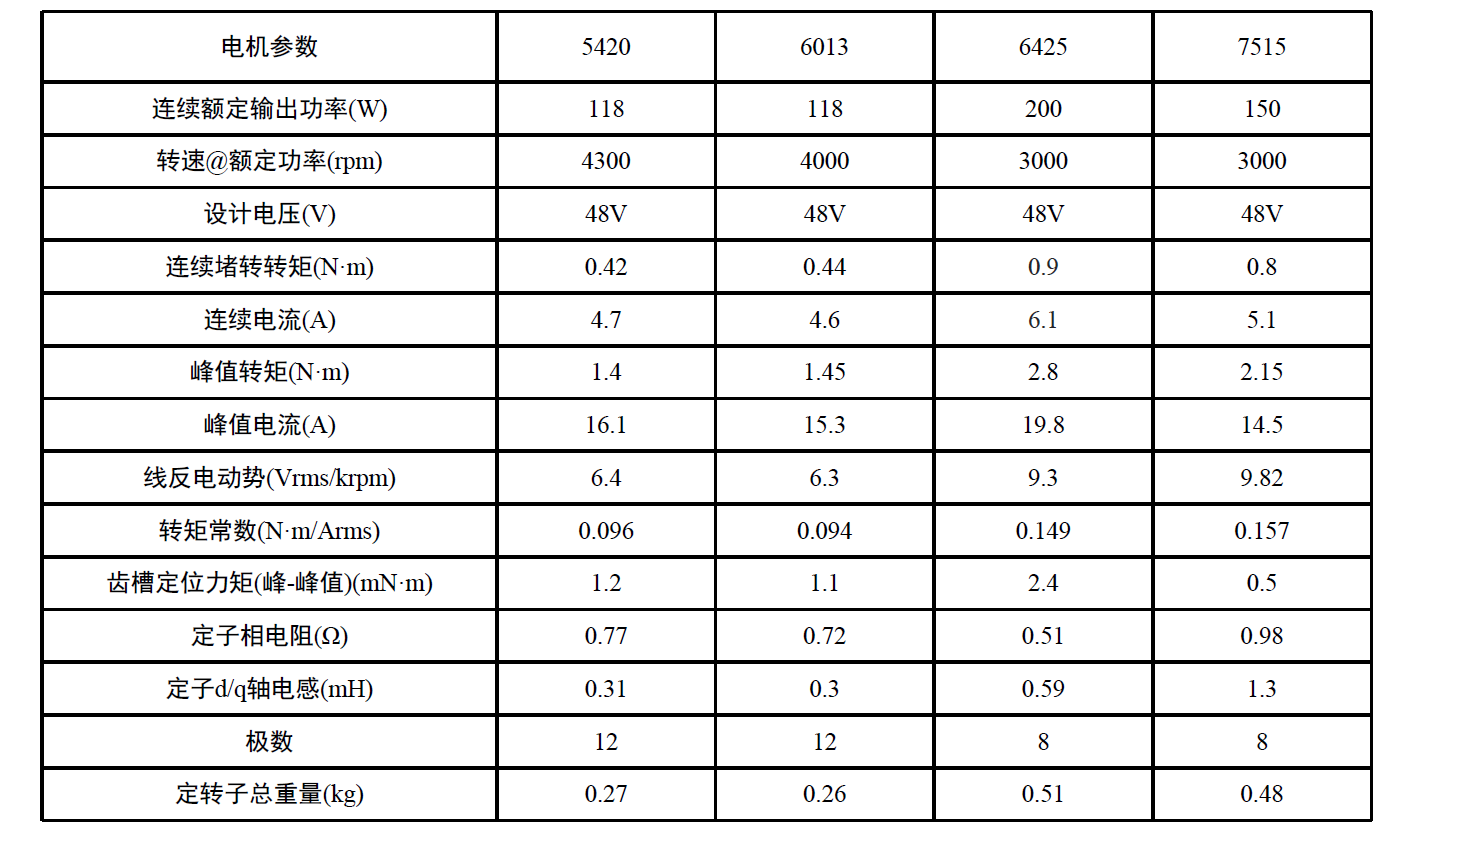 电机参数 5420 6013 6425 7515
连续额定输出功率(W) 118 118 200 150
转速@额定功率(rpm) 4300 4000 3000 3000
设计电压(V) 48V 48V 48V 48V
连续堵转转矩(N·m) 0.42 0.44 0.9 0.8
连续电流(A) 4.7 4.6 6.1 5.1
峰值转矩(N·m) 1.4 1.45 2.8 2.15
峰值电流(A) 16.1 15.3 19.8 14.5
线反电动势(Vrms/krpm) 6.4 6.3 9.3 9.82
转矩常数(N·m/Arms) 0.096 0.094 0.149 0.157
齿槽定位力矩(峰-峰值)(mN·m) 1.2 1.1 2.4 0.5
定子相电阻(Ω) 0.77 0.72 0.51 0.98
定子d/q轴电感(mH) 0.31 0.3 0.59 1.3
极数 12 12 8 8
定转子总重量(kg) 0.27 0.26 0.51 0.48